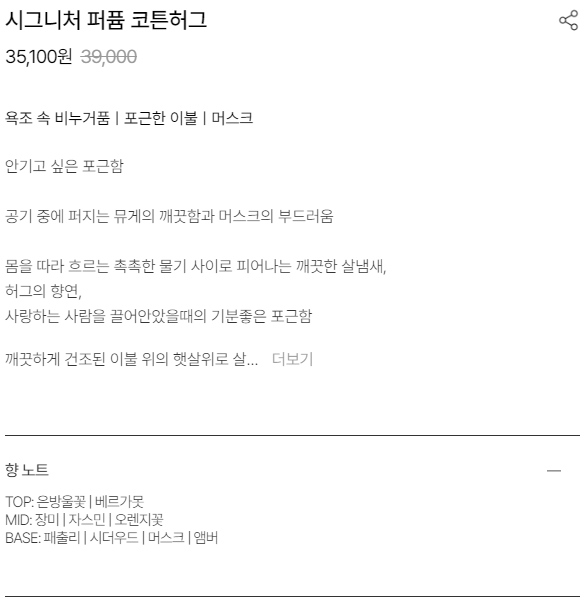 시그니처 퍼퓸 코튼허그
35,100원 39,000
욕조 속 비누거품 | 포근한 이불 | 머스크
안기고 싶은 포근함
공기 중에 퍼지는 뮤게의 깨끗함과 머스크의 부드러움
몸을 따라 흐르는 촉촉한 물기 사이로 피어나는 깨끗한 살냄새,
허그의 향연,
사랑하는 사람을 끌어안았을때의 기분좋은 포근함
깨끗하게 건조된 이불 위의 햇살위로 살... 더보기
향 노트
TOP: 은방울꽃 | 베르가못
MID: 장미 | 자스민 | 오렌지꽃
BASE: 패출리 | 시더우드 | 머스크 | 앰버